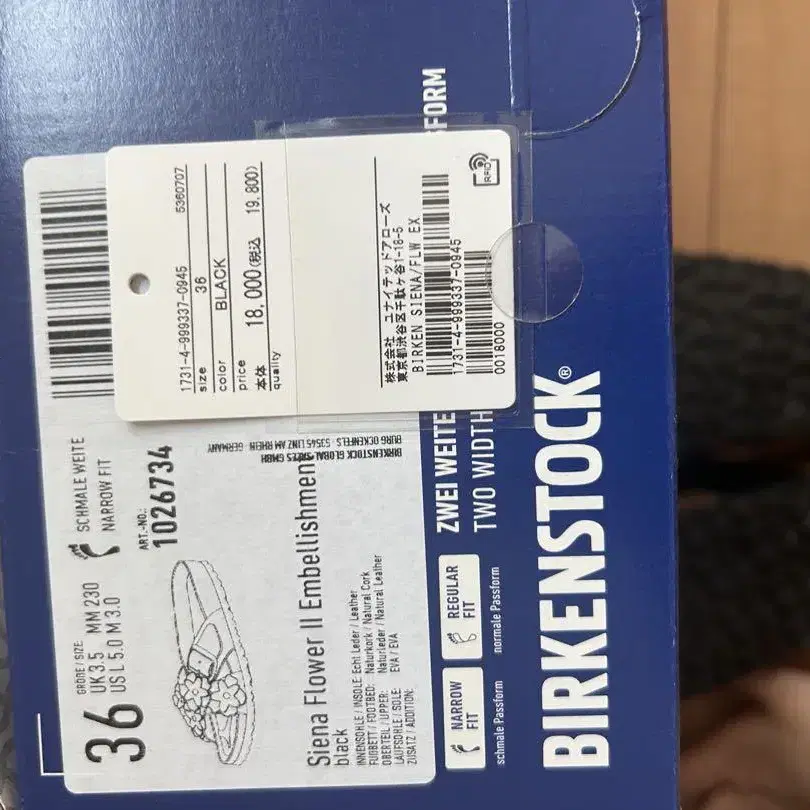 36
GRÖßE / SIZE
UK 3.5 MM 230
US L 5.0 M 3.0
SCHMALE WEITE
NARROW FIT
ART.-NO.:
1026734
BIRKENSTOCK GLOBAL SALES GMBH
BURG OCKENFELS · 53545 LINZ AM RHEIN · GERMANY
Siena Flower II Embellishment
black
INNENSOHLE / INSOLE: Echt Leder / Leather
FUßBETT / FOOTBED: Naturkork / Natural Cork
OBERTEIL / UPPER: Naturleder / Natural Leather
LAUFSOHLE / SOLE: EVA / EVA
ZUSATZ / ADDITION:
1731-4-999337-0945 5360707
size 36
color BLACK
price
本体 18,000(税込 19,800)
quality
株式会社 ユナイテッドアローズ
東京都渋谷区千駄ケ谷1-18-5
BIRKEN SIENA/FLW EX
1731-4-999337-0945
0018000
RFID
ZWEI WEITE
SFORM
TWO WIDTH
NARROW
FIT
schmale Passform
REGULAR
FIT
normale Passform
BIRKENSTOCK®